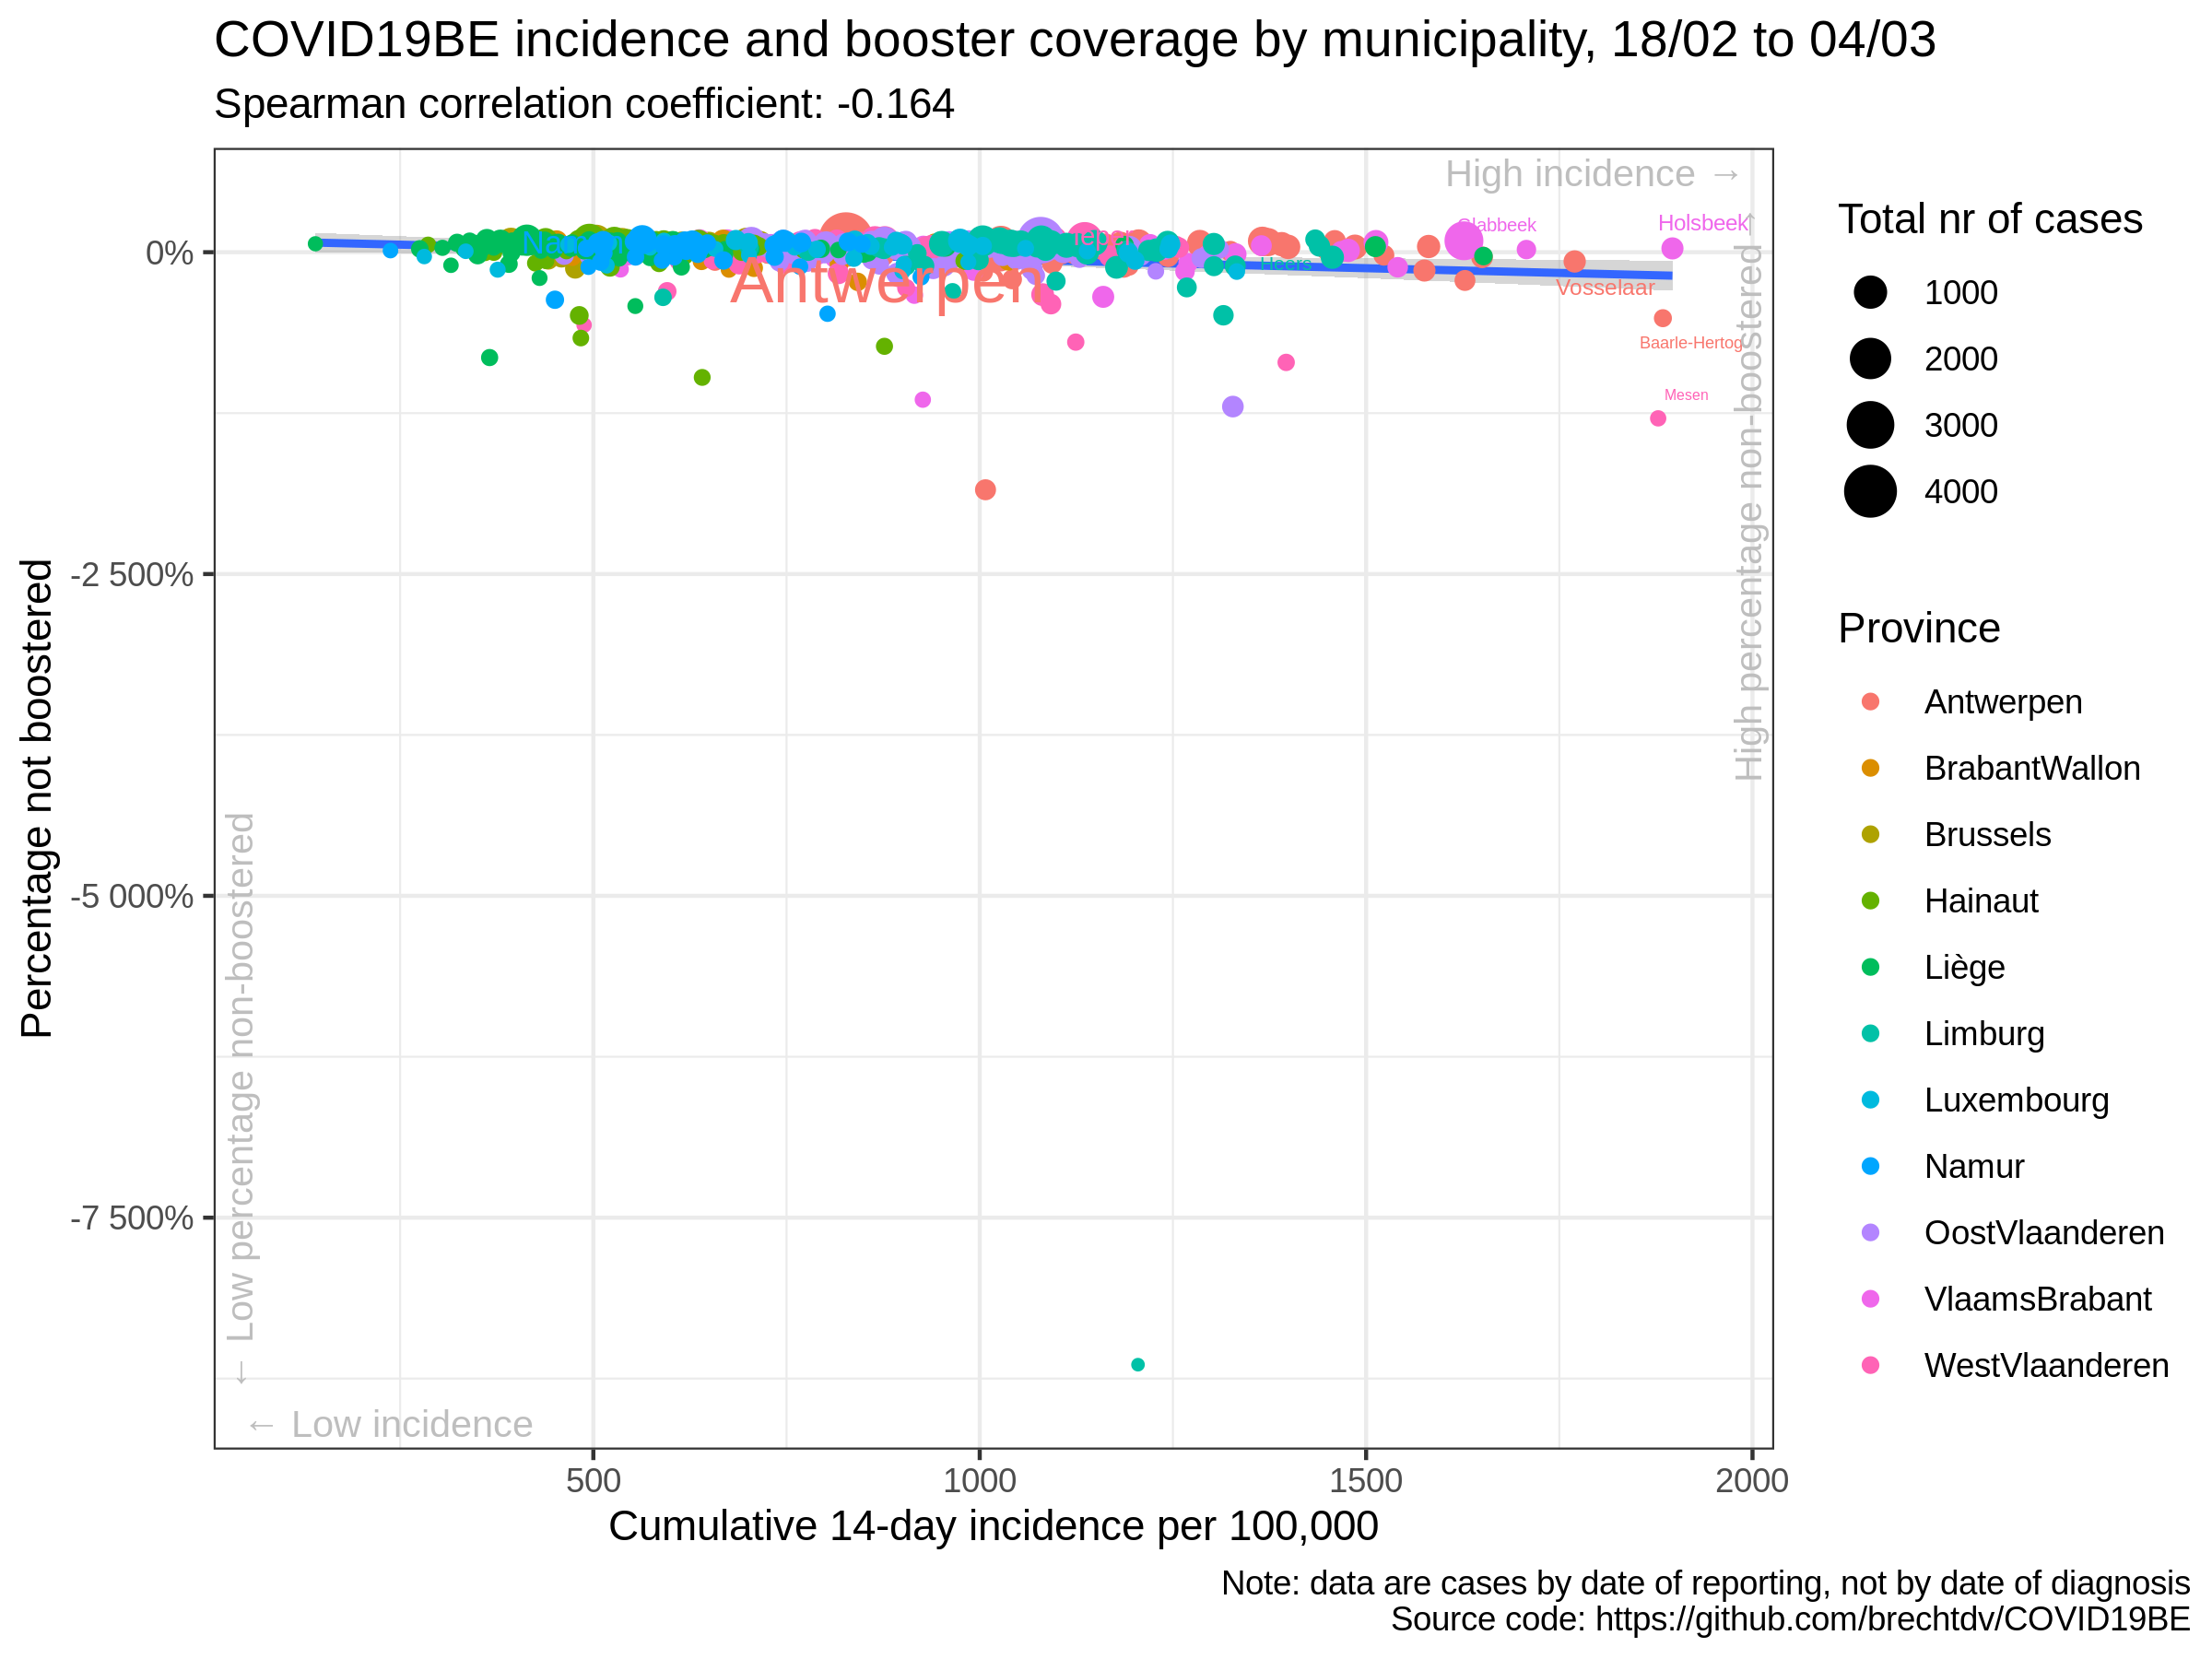 COVID19BE incidence and booster coverage by municipality, 18/02 to 04/03
Spearman correlation coefficient: -0.164
High incidence →
High percentage non-boostered →
← Low percentage non-boostered
← Low incidence
Glabbeek
Holsbeek
Namur
Ieper
Heers
Antwerpen
Vosselaar
Baarle-Hertog
Mesen
Percentage not boostered
0%
-2 500%
-5 000%
-7 500%
500
1000
1500
2000
Cumulative 14-day incidence per 100,000
Total nr of cases
1000
2000
3000
4000
Province
Antwerpen
BrabantWallon
Brussels
Hainaut
Liège
Limburg
Luxembourg
Namur
OostVlaanderen
VlaamsBrabant
WestVlaanderen
Note: data are cases by date of reporting, not by date of diagnosis
Source code: https://github.com/brechtdv/COVID19BE